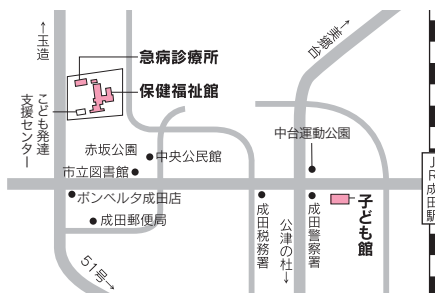 ←玉造
急病診療所
保健福祉館
こども発達
支援センター
←美郷台
赤坂公園
中央公民館
市立図書館
ボンベルタ成田店
成田郵便局
中台運動公園
成田税務署
公津の杜→
成田警察署
子ども館
JR成田駅
51号→